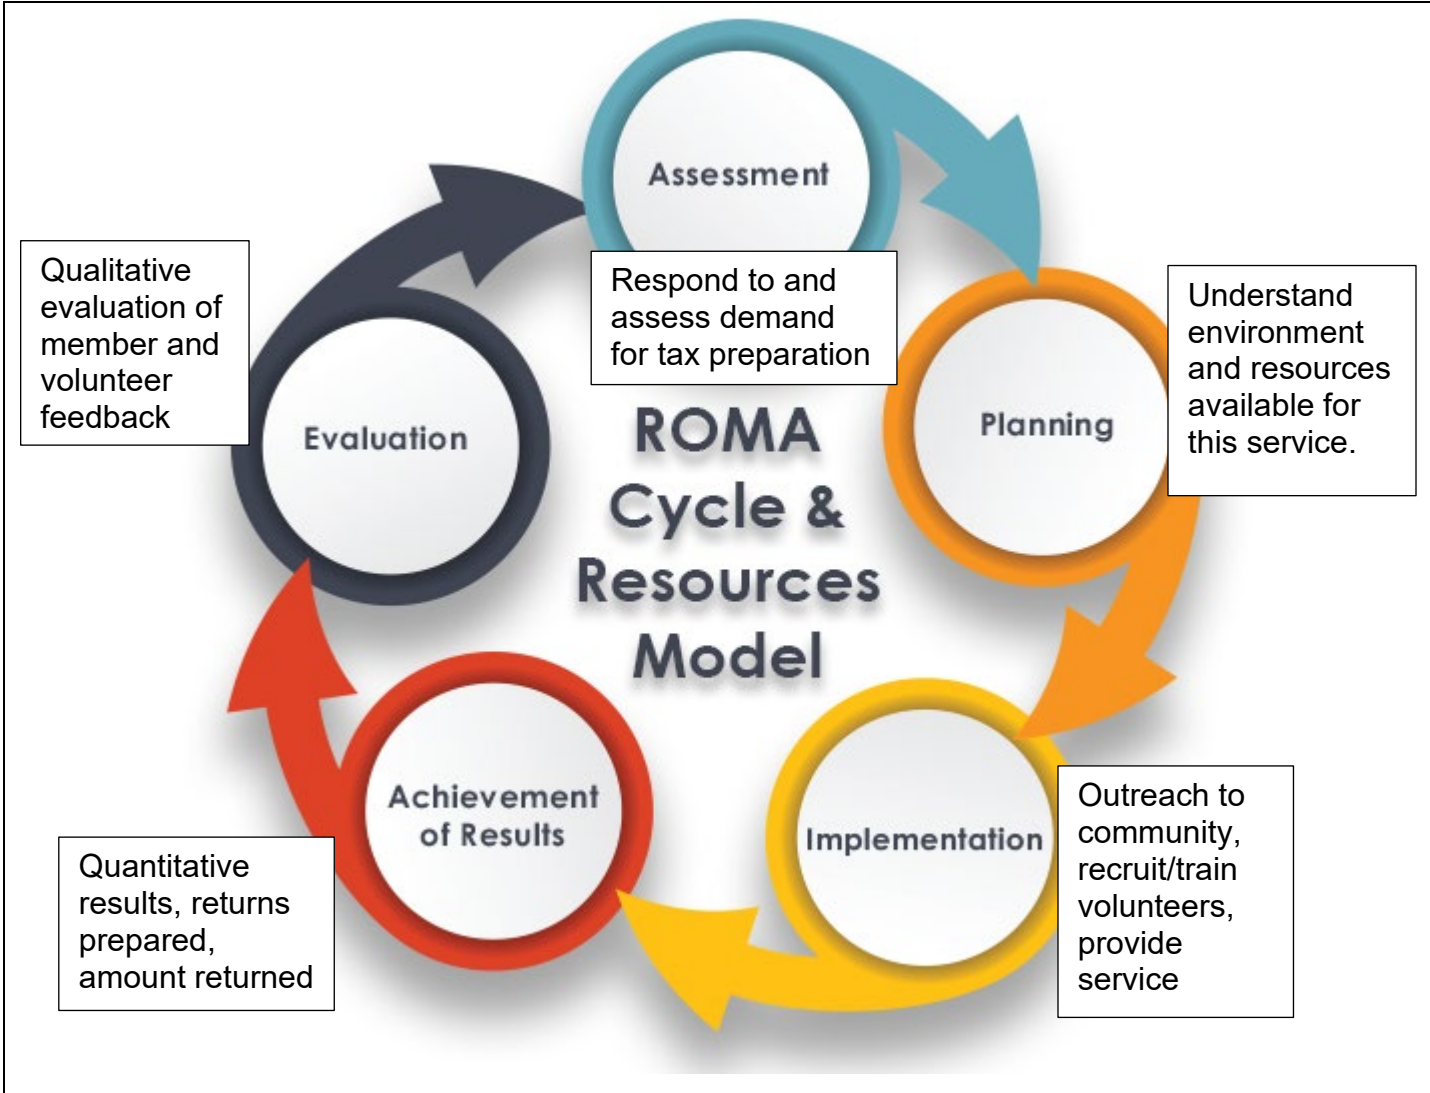 Assessment
Respond to and
assess demand
for tax preparation
Understand
environment
and resources
available for
this service.
Planning
Qualitative
evaluation of
member and
volunteer
feedback
Evaluation
ROMA
Cycle &
Resources
Model
Achievement
of Results
Quantitative
results, returns
prepared,
amount returned
Implementation
Outreach to
community,
recruit/train
volunteers,
provide
service